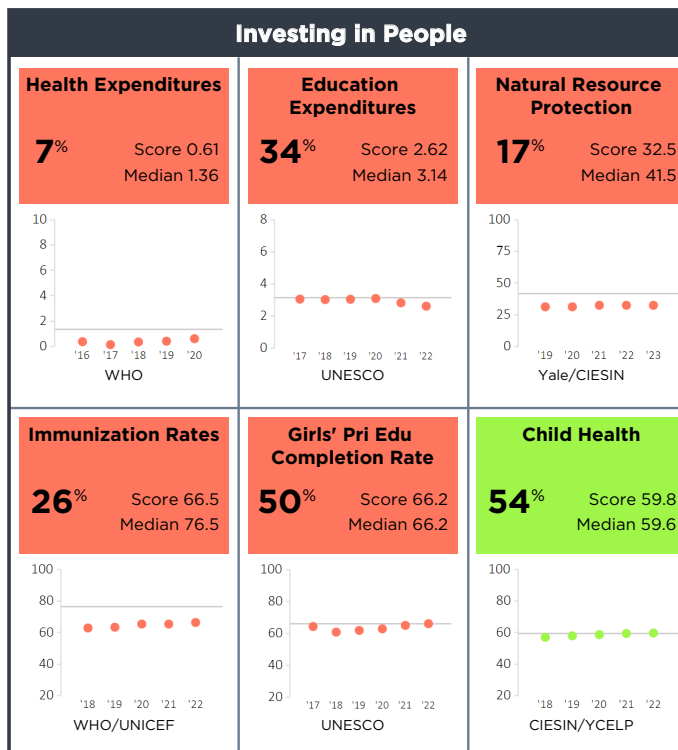 Investing in People
Health Expenditures
7%
Score 0.61
Median 1.36
10
8
6
4
2
0
'16 '17 '18 '19 '20
WHO
Education
Expenditures
34%
Score 2.62
Median 3.14
8
6
4
2
0
'17 '18 '19 '20 '21 '22
UNESCO
Natural Resource
Protection
17%
Score 32.5
Median 41.5
100
75
50
25
0
'19 '20 '21 '22 '23
Yale/CIESIN
Immunization Rates
26%
Score 66.5
Median 76.5
100
80
60
40
20
'18 '19 '20 '21 '22
WHO/UNICEF
Girls' Pri Edu
Completion Rate
50%
Score 66.2
Median 66.2
100
80
60
40
20
'17 '18 '19 '20 '21 '22
UNESCO
Child Health
54%
Score 59.8
Median 59.6
100
80
60
40
20
'18 '19 '20 '21 '22
CIESIN/YCELP